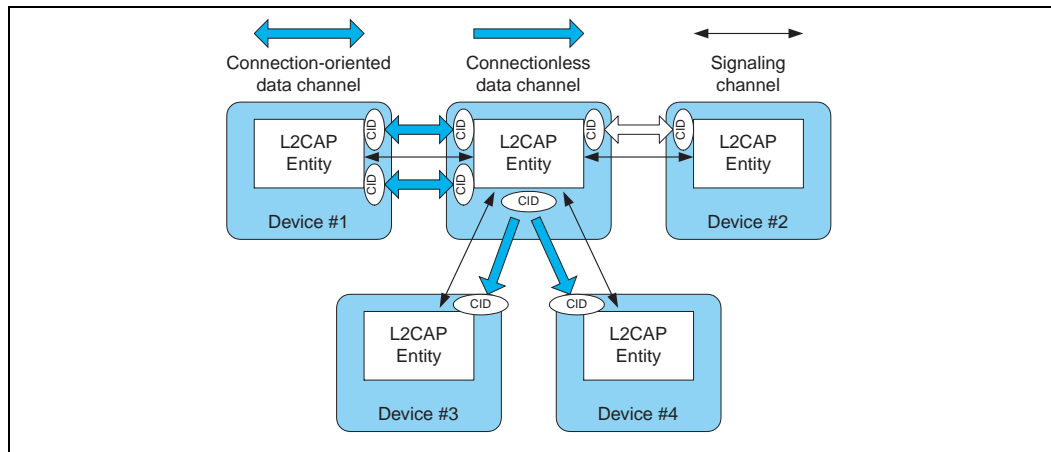 Connection-oriented
data channel
Connectionless
data channel
Signaling
channel
CID
CID
CID
CID
L2CAP
Entity
L2CAP
Entity
L2CAP
Entity
CID
CID
CID
Device #1
Device #2
CID
CID
L2CAP
Entity
L2CAP
Entity
Device #3
Device #4